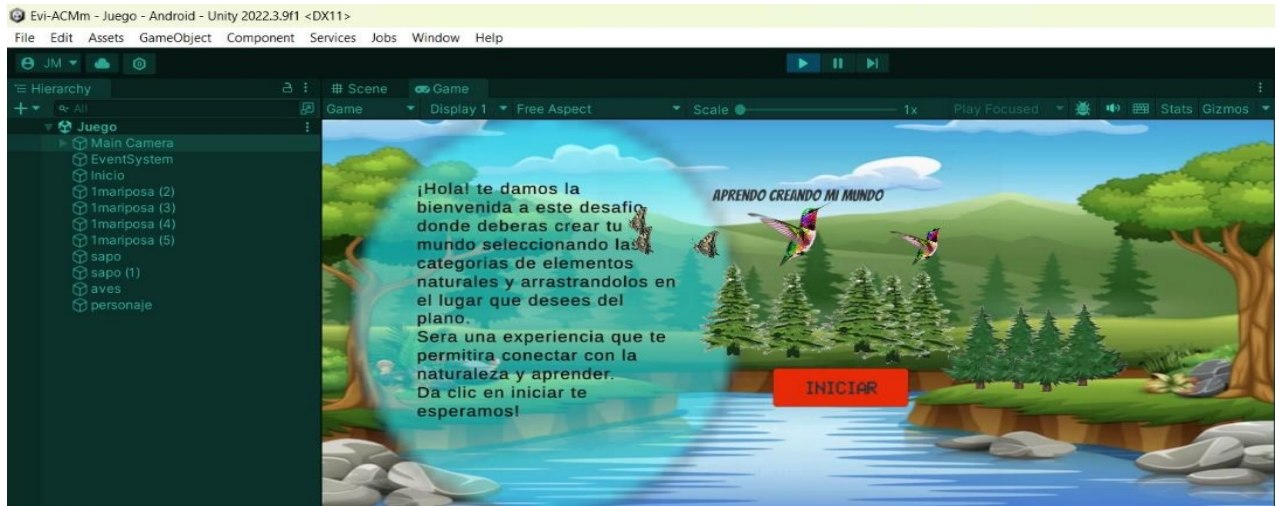 Evi-ACMm - Juego - Android - Unity 2022.3.9f1 <DX11>
File Edit Assets GameObject Component Services Jobs Window Help
JM
Hierarchy
# Scene Game
All
Game Display 1 Free Aspect Scale 1x Play Focused Stats Gizmos
Juego
Main Camera
EventSystem
Inicio
1mariposa (2)
1mariposa (3)
1mariposa (4)
1mariposa (5)
sapo
sapo (1)
aves
personaje
¡Hola! te damos la
bienvenida a este desafio
donde deberas crear tu
mundo seleccionando las
categorias de elementos
naturales y arrastrandolos en
el lugar que desees del
plano.
Sera una experiencia que te
permitira conectar con la
naturaleza y aprender.
Da clic en iniciar te
esperamos!
APRENDO CREANDO MI MUNDO
INICIAR